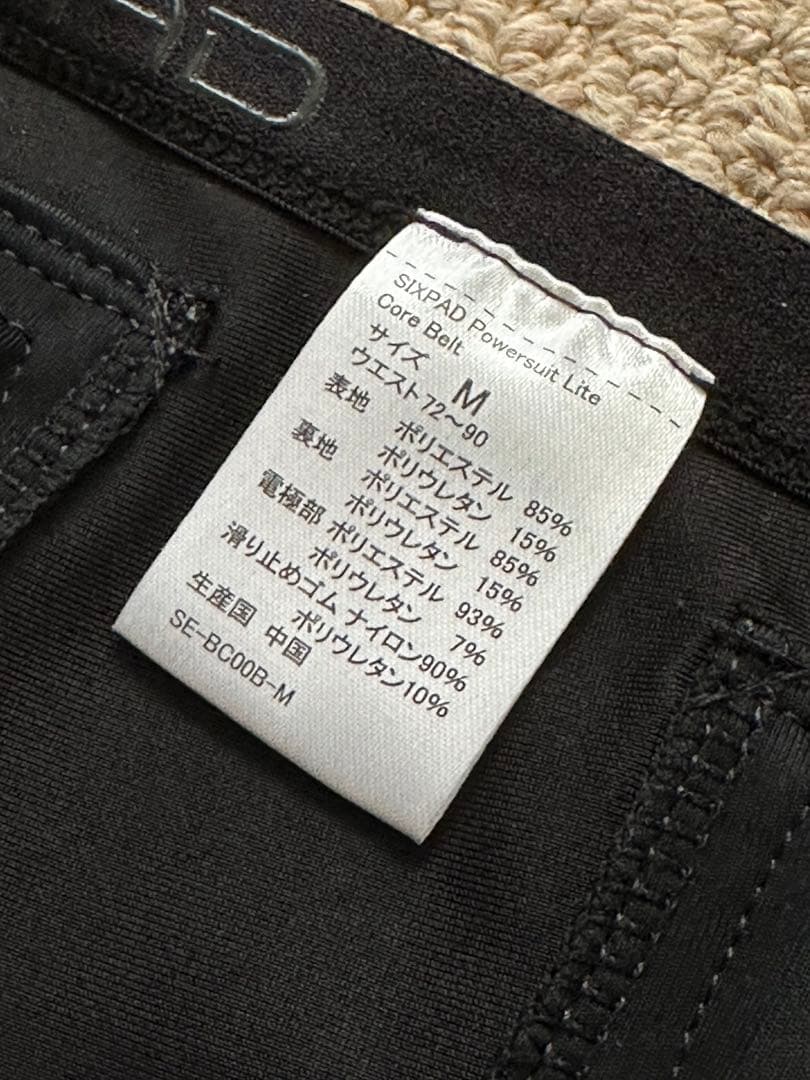 AD
SIXPAD Powersuit Lite
Core Belt
サイズ M
ウエスト72～90
表地 ポリエステル 85%
ポリウレタン 15%
裏地 ポリエステル 85%
ポリウレタン 15%
電極部 ポリエステル 93%
ポリウレタン 7%
滑り止めゴム ナイロン90%
ポリウレタン10%
生産国 中国
SE-BC00B-M